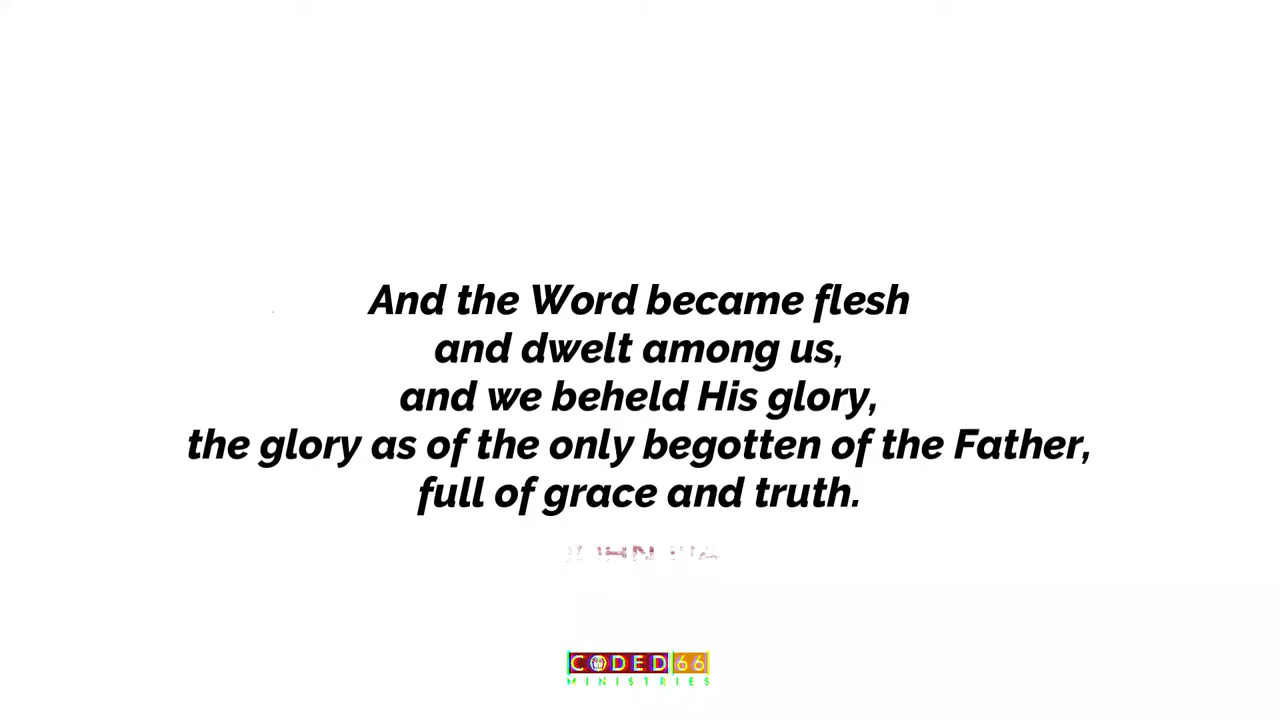 And the Word became flesh
and dwelt among us,
and we beheld His glory,
the glory as of the only begotten of the Father,
full of grace and truth.
JOHN
CODED 66
MINISTRIES